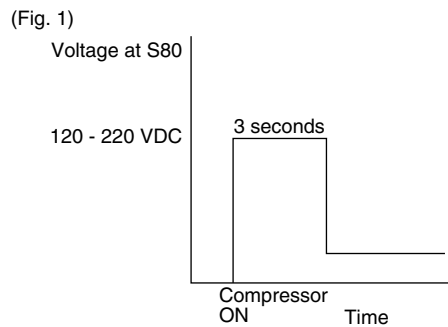 (Fig. 1)
Voltage at S80
120 - 220 VDC
3 seconds
Compressor
ON
Time